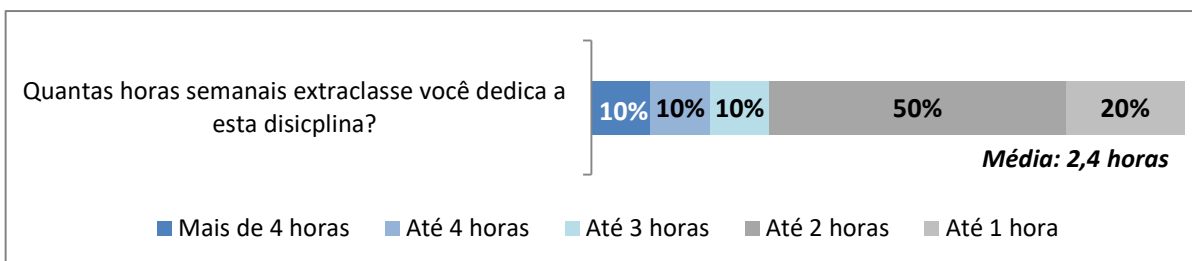 Quantas horas semanais extraclasse você dedica a
esta disicplina?
10% 10% 10% 50% 20%
Média: 2,4 horas
Mais de 4 horas Até 4 horas Até 3 horas Até 2 horas Até 1 hora